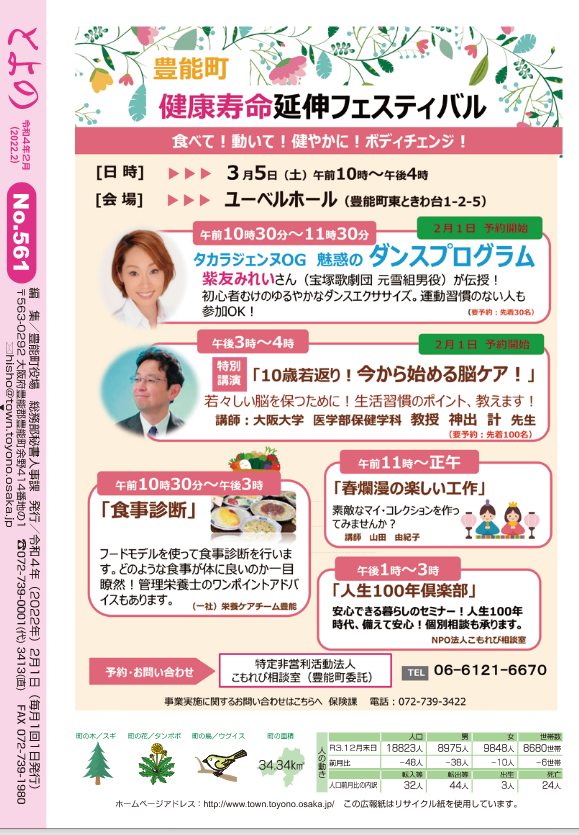 とよの
令和4年2月
(2022.2)
No.561
編　集／豊能町役場　総務部秘書人事課　発行／令和4年（2022年）2月1日（毎月1回1日発行）
〒563-0292 大阪府豊能郡豊能町余野414番地の1　☎072-739-0001(代) 3413(直)　FAX 072-739-1980
✉hisho@town.toyono.osaka.jp
豊能町
健康寿命延伸フェスティバル
食べて！動いて！健やかに！ボディチェンジ！
[日 時] ▶▶▶ 3月5日（土）午前10時～午後4時
[会 場] ▶▶▶ ユーベルホール（豊能町東ときわ台1-2-5）
午前10時30分～11時30分
2月1日 予約開始
タカラジェンヌOG 魅惑の ダンスプログラム
紫友みれいさん（宝塚歌劇団 元雪組男役）が伝授！
初心者むけのゆるやかなダンスエクササイズ。運動習慣のない人も
参加OK！
（要予約：先着30名）
午後3時～4時
2月1日 予約開始
特別
講演
「10歳若返り！今から始める脳ケア！」
若々しい脳を保つために！生活習慣のポイント、教えます！
講師：大阪大学 医学部保健学科 教授 神出 計 先生
（要予約：先着100名）
午前10時30分～午後3時
「食事診断」
フードモデルを使って食事診断を行いま
す。どのような食事が体に良いのか一目
瞭然！管理栄養士のワンポイントアドバ
イスもあります。
（一社）栄養ケアチーム豊能
午前11時～正午
「春爛漫の楽しい工作」
素敵なマイ・コレクションを作っ
てみませんか？
講師 山田 由紀子
午後1時～3時
「人生100年倶楽部」
安心できる暮らしのセミナー！人生100年
時代、備えて安心！個別相談も承ります。
NPO法人こもれび相談室
予約・お問い合わせ
特定非営利活動法人
こもれび相談室（豊能町委託）
TEL 06-6121-6670
事業実施に関するお問い合わせはこちらへ 保険課 電話：072-739-3422
町の木／スギ
町の花／タンポポ
町の鳥／ウグイス
町の面積
34.34km²
人の動き
人口 男 女 世帯数
R3.12月末日 18823人 8975人 9848人 8680世帯
前月比 −48人 −38人 −10人 −6世帯
転入等 転出等 出生 死亡
人口前月比の内訳 32人 44人 3人 24人
ホームページアドレス：http://www.town.toyono.osaka.jp/ この広報紙はリサイクル紙を使用しています。